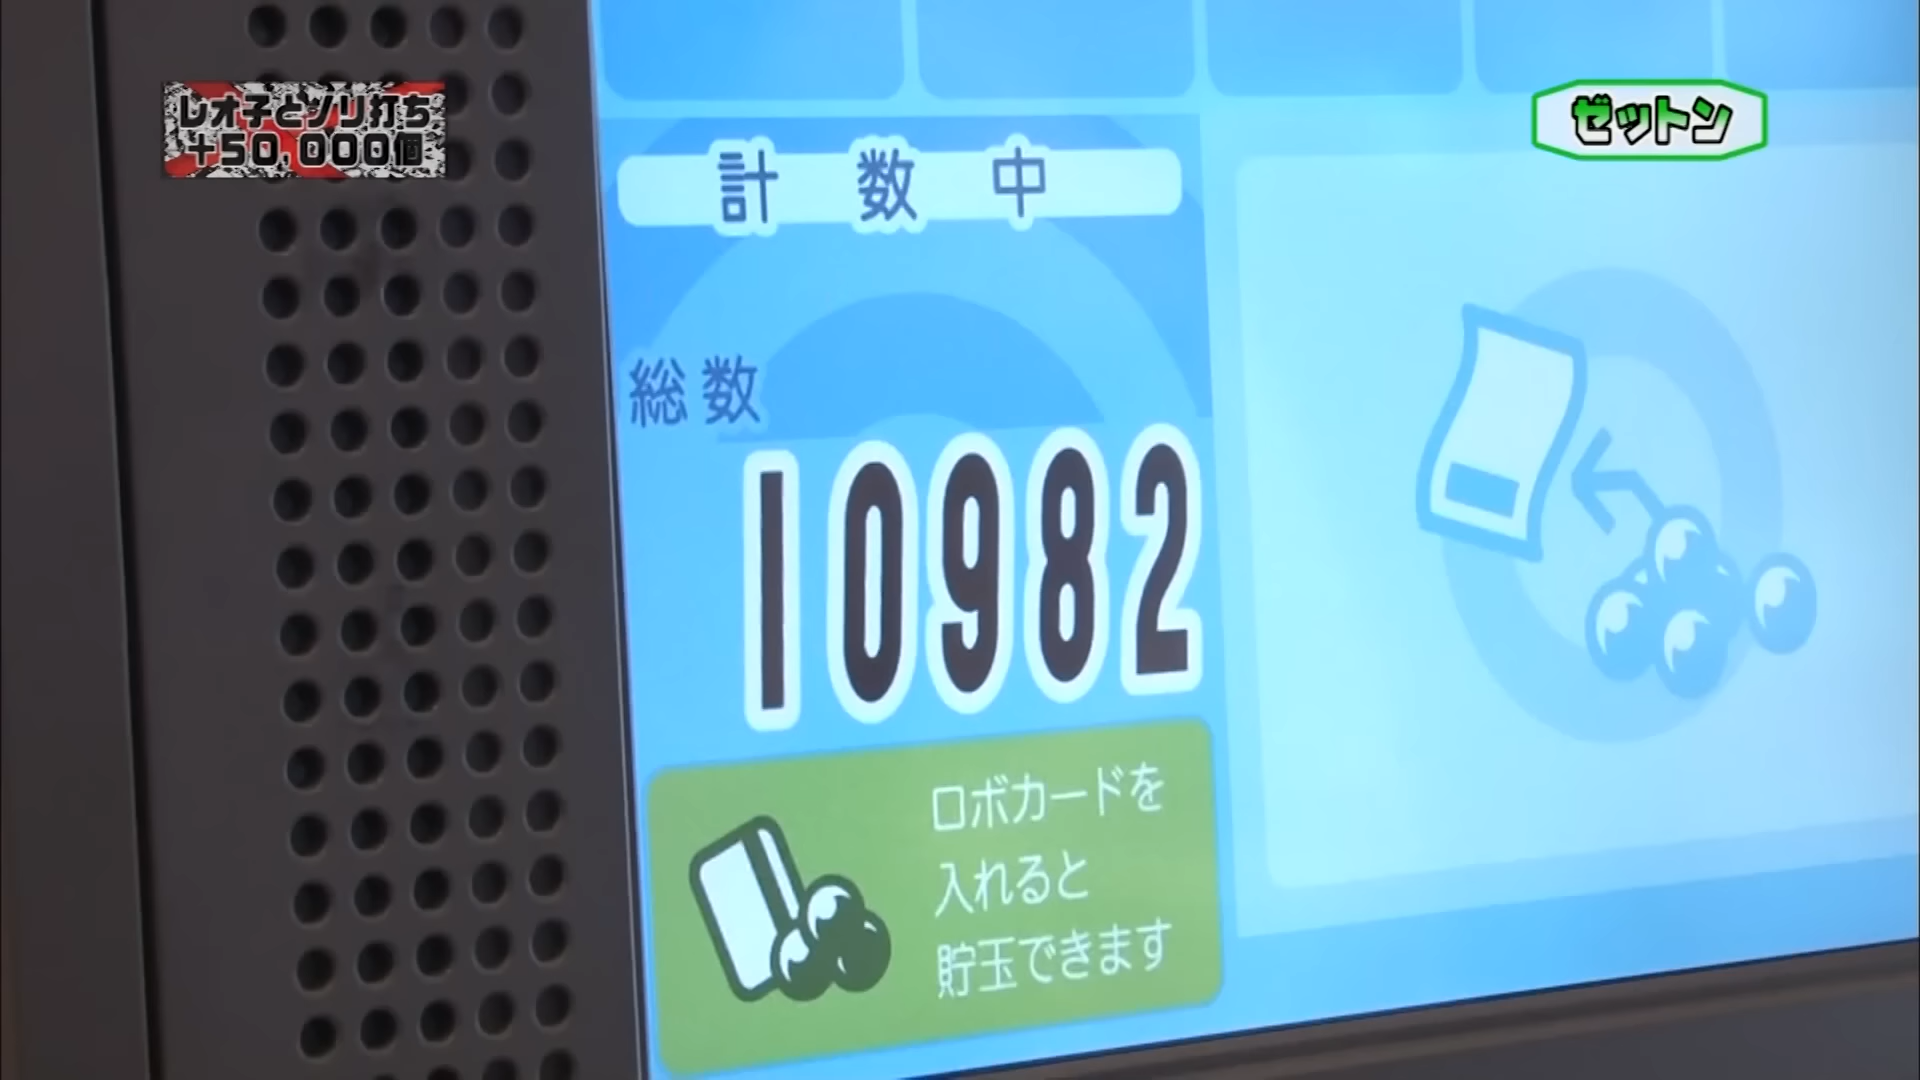 レオ子とソリ打ち
+50,000個
ゼットン
計数中
総数
10982
ロボカードを
入れると
貯玉できます